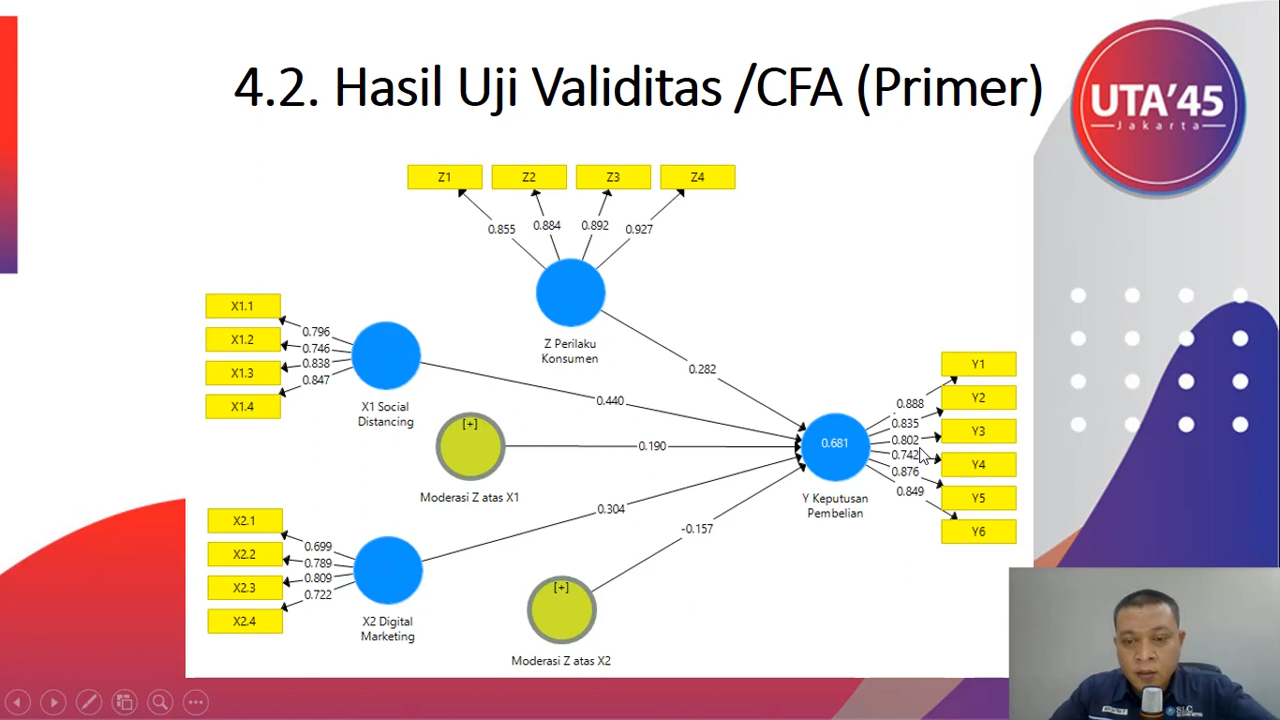 4.2. Hasil Uji Validitas /CFA (Primer)
UTA'45
Jakarta
Z1
Z2
Z3
Z4
0.855
0.884
0.892
0.927
Z Perilaku
Konsumen
X1.1
X1.2
X1.3
X1.4
0.796
0.746
0.838
0.847
X1 Social
Distancing
0.282
0.440
[+]
0.190
Moderasi Z atas X1
0.681
Y Keputusan
Pembelian
0.888
0.835
0.802
0.742
0.876
0.849
Y1
Y2
Y3
Y4
Y5
Y6
X2.1
X2.2
X2.3
X2.4
0.699
0.789
0.809
0.722
X2 Digital
Marketing
0.304
-0.157
[+]
Moderasi Z atas X2
SLC